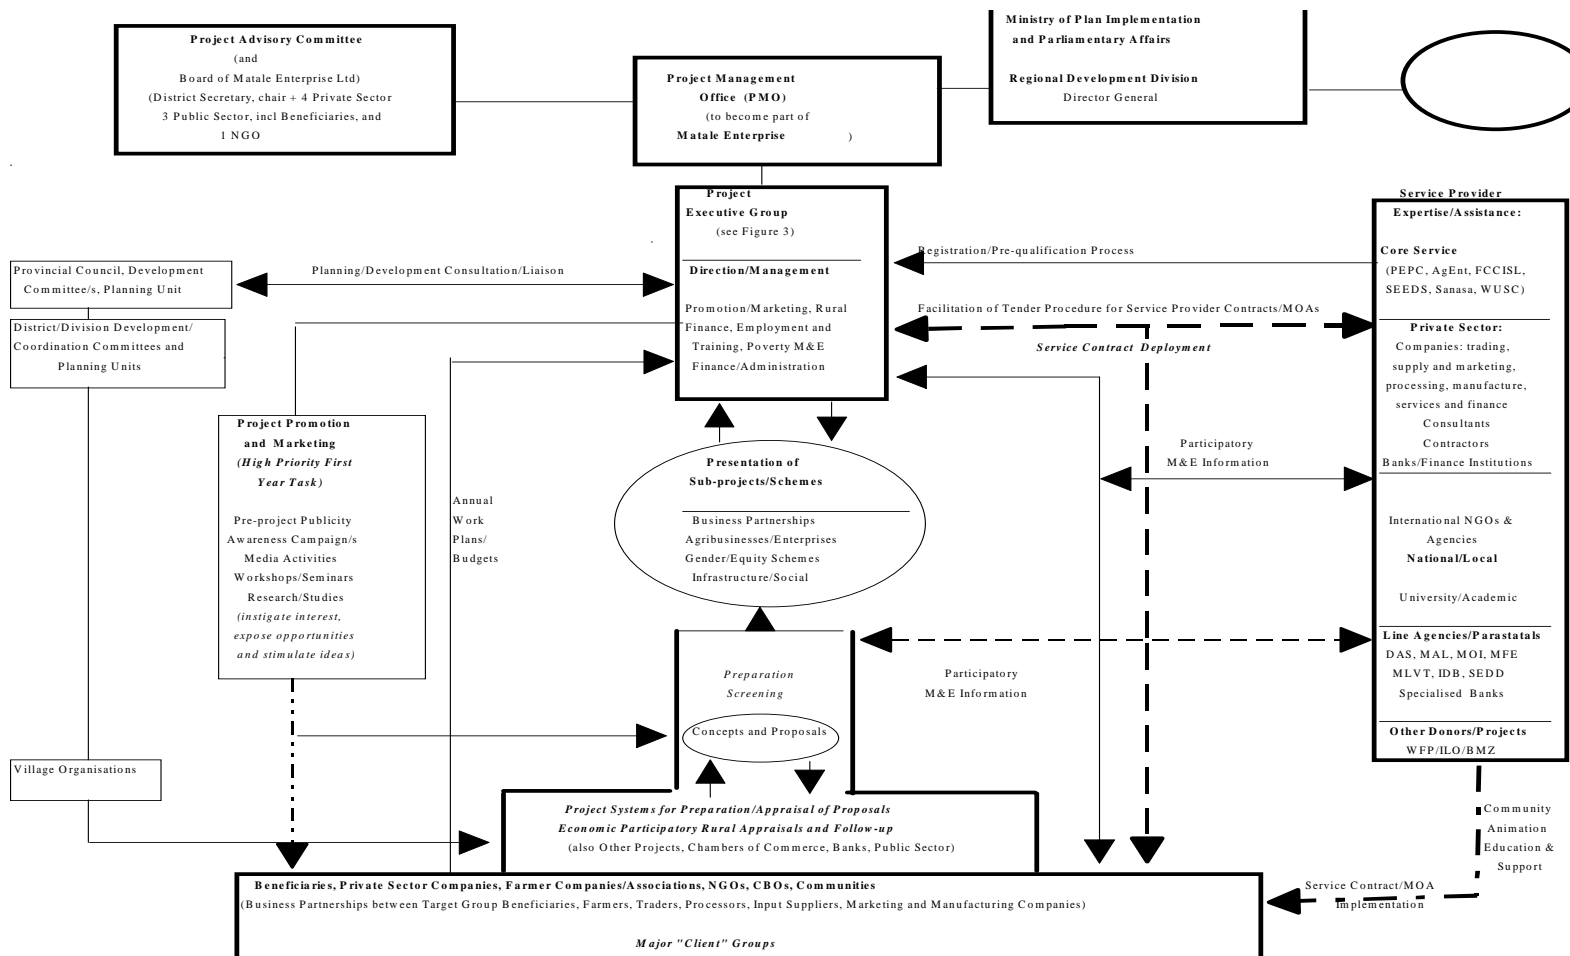 Project Advisory Committee
(and
Board of Matale Enterprise Ltd)
(District Secretary, chair + 4 Private Sector
3 Public Sector, incl Beneficiaries, and
1 NGO
Project Management
Office (PMO)
(to become part of
Matale Enterprise )
Ministry of Plan Implementation
and Parliamentary Affairs
Regional Development Division
Director General
Project
Executive Group
(see Figure 3)
Direction/Management
Promotion/Marketing, Rural
Finance, Employment and
Training, Poverty M&E
Finance/Administration
Provincial Council, Development
Committee/s, Planning Unit
District/Division Development/
Coordination Committees and
Planning Units
Planning/Development Consultation/Liaison
Registration/Pre-qualification Process
Facilitation of Tender Procedure for Service Provider Contracts/MOAs
Service Contract Deployment
Service Provider
Expertise/Assistance:
Core Service
(PEPC, AgEnt, FCCISL,
SEEDS, Sanasa, WUSC)
Private Sector:
Companies: trading,
supply and marketing,
processing, manufacture,
services and finance
Consultants
Contractors
Banks/Finance Institutions
International NGOs &
Agencies
National/Local
University/Academic
Line Agencies/Parastatals
DAS, MAL, MOI, MFE
MLVT, IDB, SEDD
Specialised Banks
Other Donors/Projects
WFP/ILO/BMZ
Project Promotion
and Marketing
(High Priority First
Year Task)
Pre-project Publicity
Awareness Campaign/s
Media Activities
Workshops/Seminars
Research/Studies
(instigate interest,
expose opportunities
and stimulate ideas)
Annual
Work
Plans/
Budgets
Presentation of
Sub-projects/Schemes
Business Partnerships
Agribusinesses/Enterprises
Gender/Equity Schemes
Infrastructure/Social
Participatory
M&E Information
Preparation
Screening
Concepts and Proposals
Participatory
M&E Information
Village Organisations
Project Systems for Preparation/Appraisal of Proposals
Economic Participatory Rural Appraisals and Follow-up
(also Other Projects, Chambers of Commerce, Banks, Public Sector)
Community
Animation
Education &
Support
Service Contract/MOA
Implementation
Beneficiaries, Private Sector Companies, Farmer Companies/Associations, NGOs, CBOs, Communities
(Business Partnerships between Target Group Beneficiaries, Farmers, Traders, Processors, Input Suppliers, Marketing and Manufacturing Companies)
Major "Client" Groups